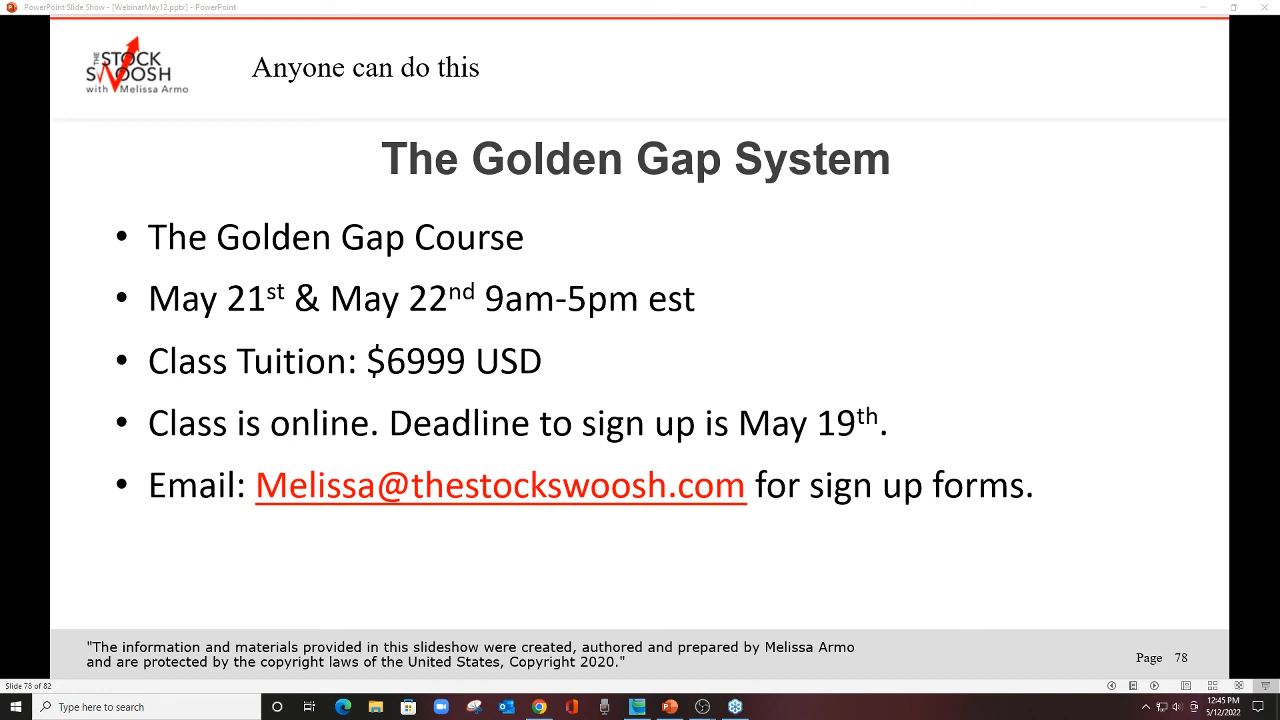 PowerPoint Slide Show - [WebinarMay12.pptx] - PowerPoint
THE STOCK
SWOOSH
with Melissa Armo
Anyone can do this
The Golden Gap System
• The Golden Gap Course
• May 21st & May 22nd 9am-5pm est
• Class Tuition: $6999 USD
• Class is online. Deadline to sign up is May 19th.
• Email: Melissa@thestockswoosh.com for sign up forms.
"The information and materials provided in this slideshow were created, authored and prepared by Melissa Armo
and are protected by the copyright laws of the United States, Copyright 2020."
Page 78
Slide 78 of 82
Type here to search
12:45 PM
5/12/2022